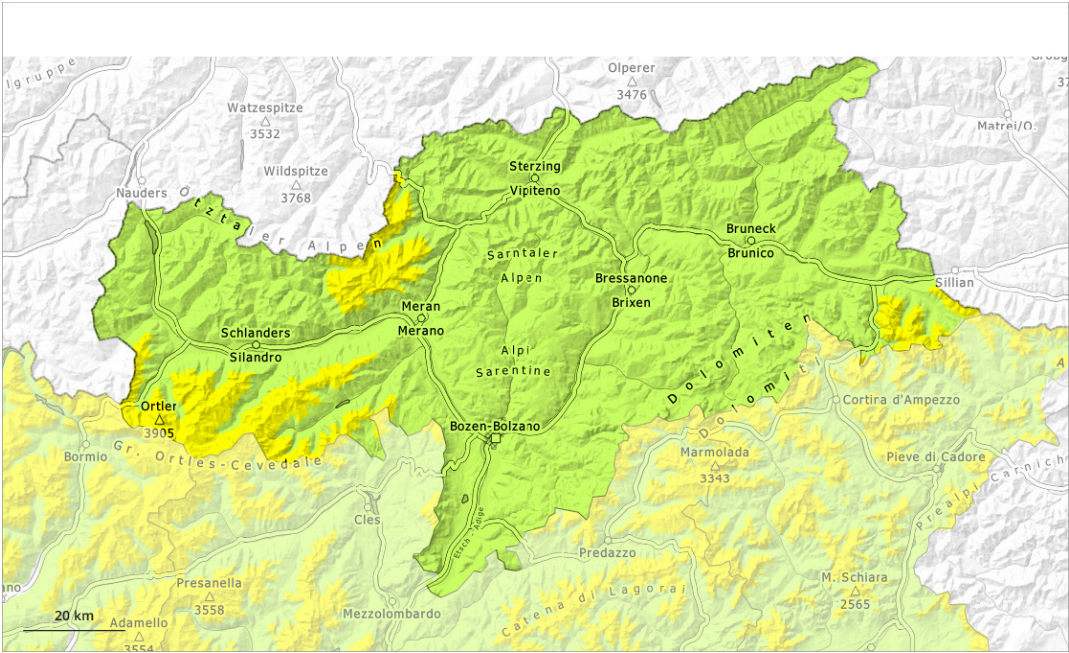 lgruppe
Olperer
3476
Watzespitze
3532
Matrei/O.
Wildspitze
3768
Sterzing
Vipiteno
Nauders
Ötztaler Alpen
Bruneck
Brunico
Sarntaler
Alpen
Bressanone
Brixen
Sillian
Meran
Merano
Schlanders
Silandro
Alpi
Sarentine
Dolomiten
Dolomiti
Ortler
3905
Cortina d'Ampezzo
Bozen-Bolzano
Gr. Ortles-Cevedale
Bormio
Marmolada
3343
Pieve di Cadore
Prealpi Carnich
Cles
Etsch - Adige
Predazzo
Presanella
3558
M. Schiara
2565
ano
Catena di Lagorai
Mezzolombardo
20 km
Adamello
3554